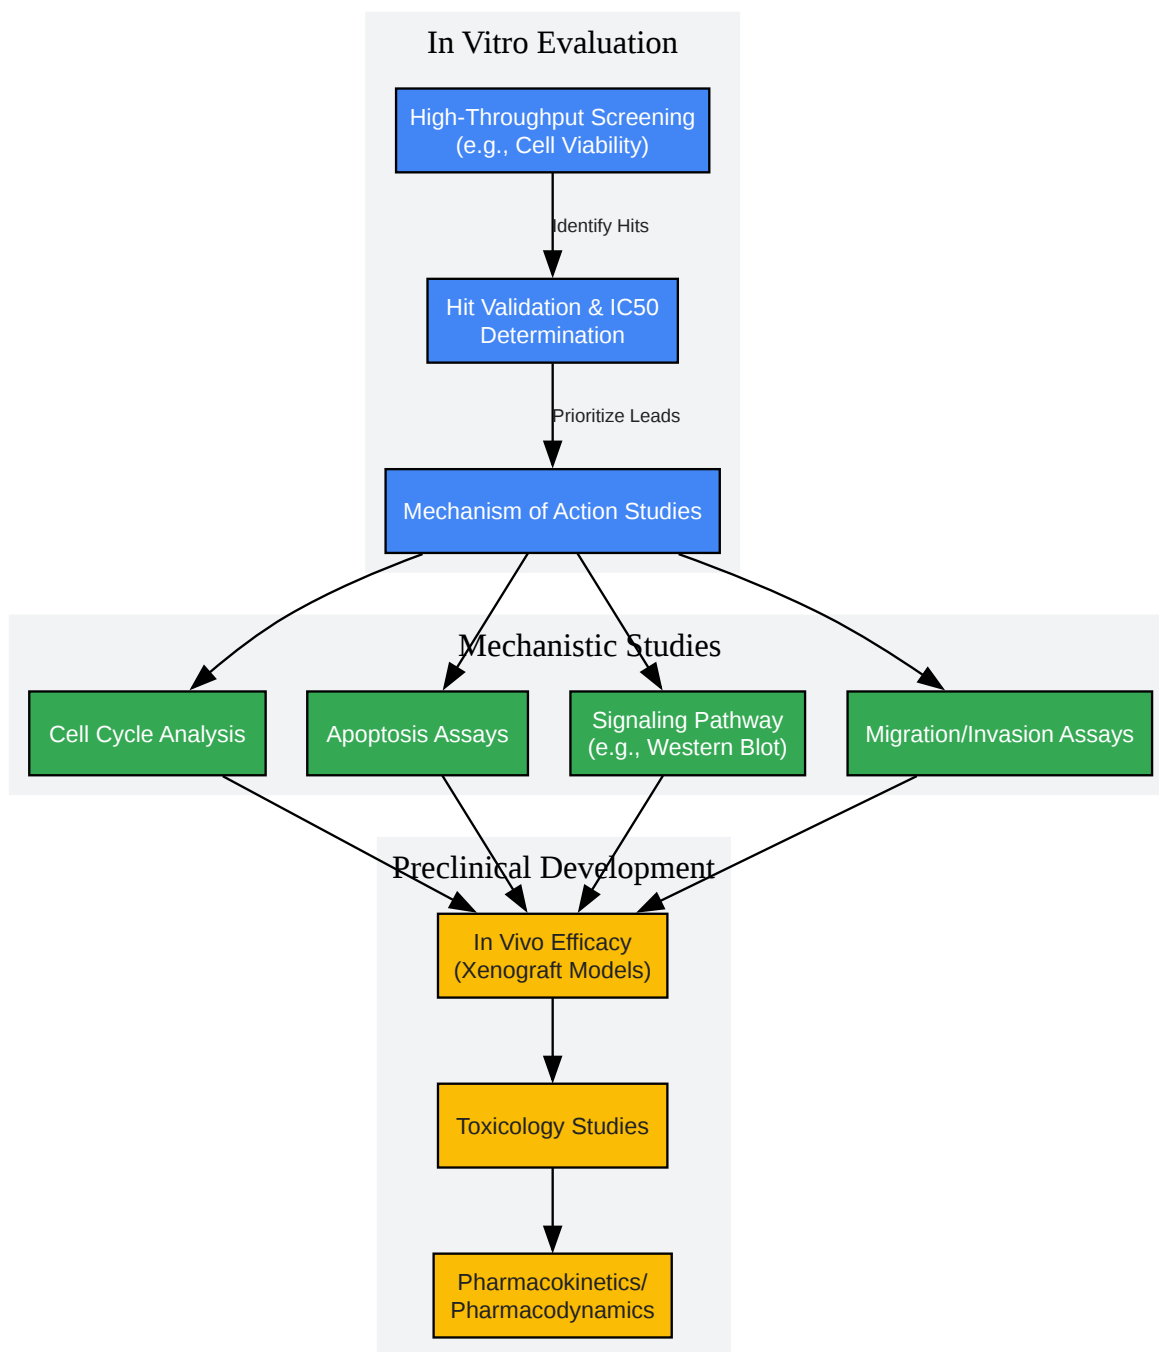 In Vitro Evaluation
High-Throughput Screening
(e.g., Cell Viability)
Identify Hits
Hit Validation & IC50
Determination
Prioritize Leads
Mechanism of Action Studies
Mechanistic Studies
Cell Cycle Analysis
Apoptosis Assays
Signaling Pathway
(e.g., Western Blot)
Migration/Invasion Assays
Preclinical Development
In Vivo Efficacy
(Xenograft Models)
Toxicology Studies
Pharmacokinetics/
Pharmacodynamics